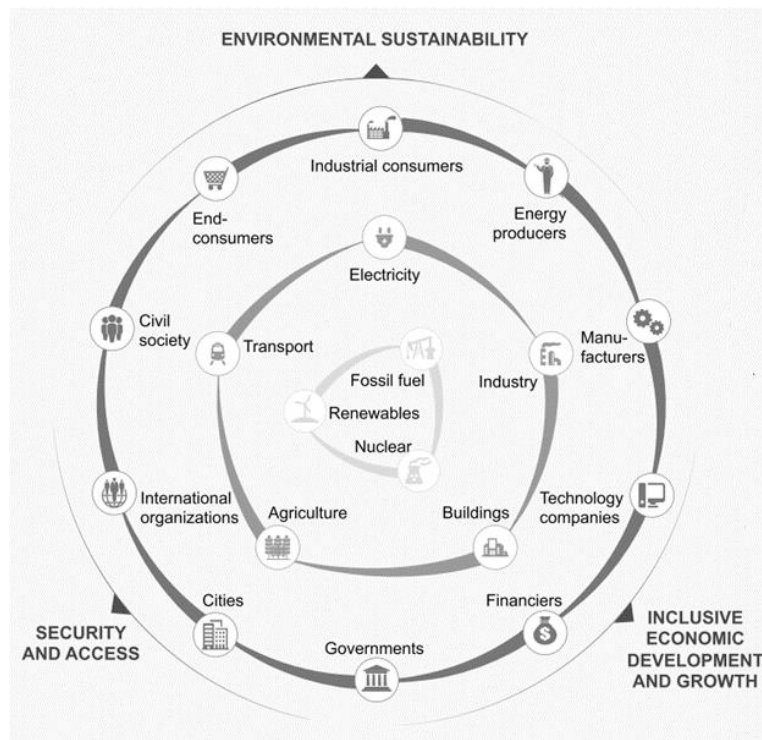 ENVIRONMENTAL SUSTAINABILITY
Industrial consumers
End-
consumers
Energy
producers
Electricity
Civil
society
Transport
Manu-
facturers
Industry
Fossil fuel
Renewables
Nuclear
International
organizations
Agriculture
Buildings
Technology
companies
Cities
Financiers
Governments
SECURITY
AND ACCESS
INCLUSIVE
ECONOMIC
DEVELOPMENT
AND GROWTH
$